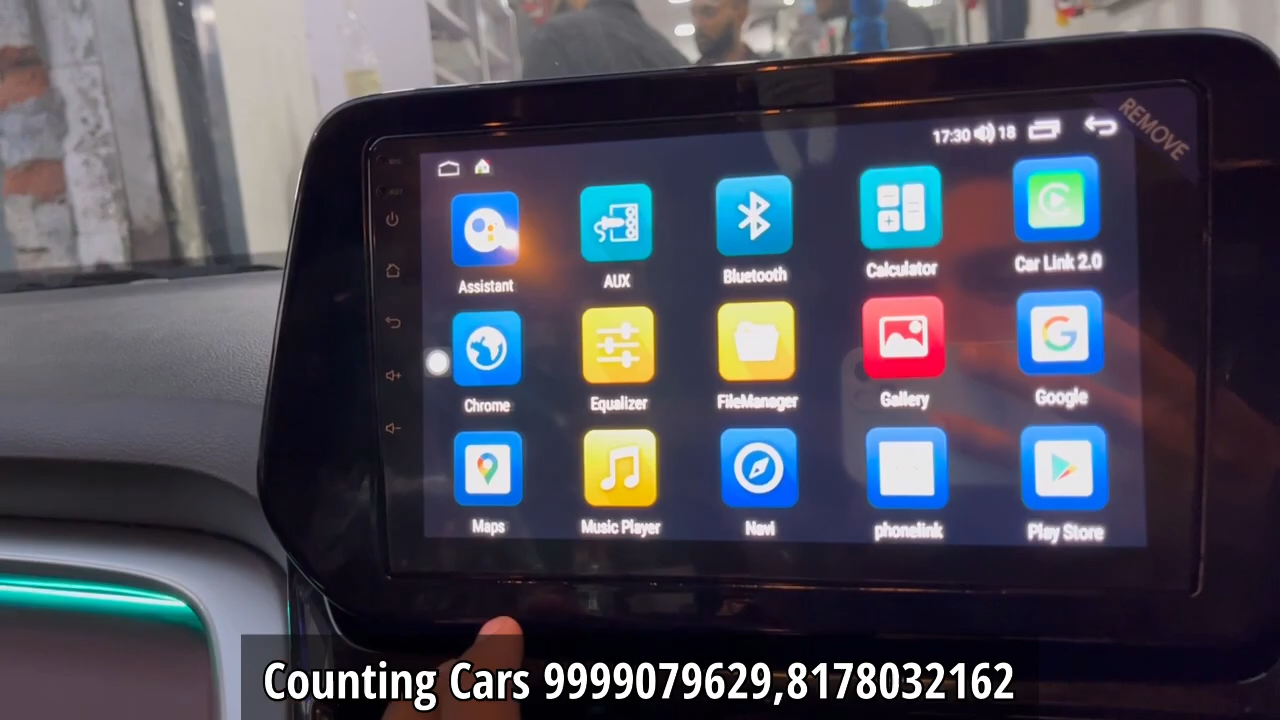 17:30 18
REMOVE
Assistant
AUX
Bluetooth
Calculator
Car Link 2.0
Chrome
Equalizer
FileManager
Gallery
Google
Maps
Music Player
Navi
phonelink
Play Store
Counting Cars 9999079629,8178032162